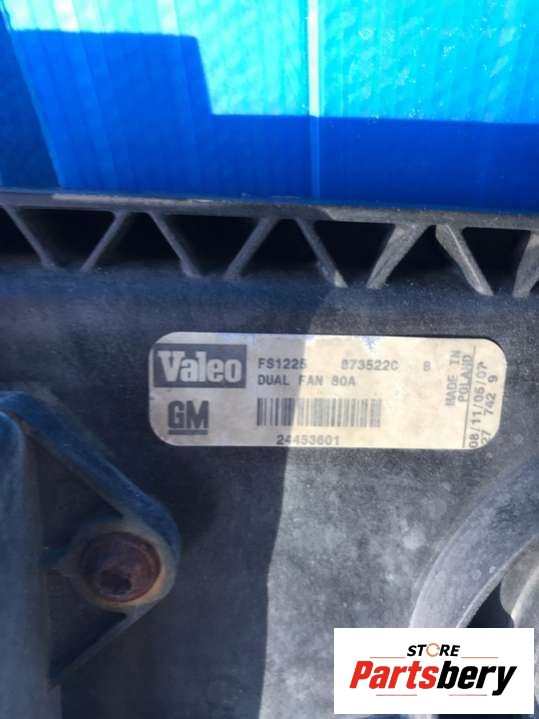 Valeo FS1225 873522C B
DUAL FAN 80A
GM
24453601
MADE IN
POLAND
08/11/05/07
27 742 9
STORE
Partsbery